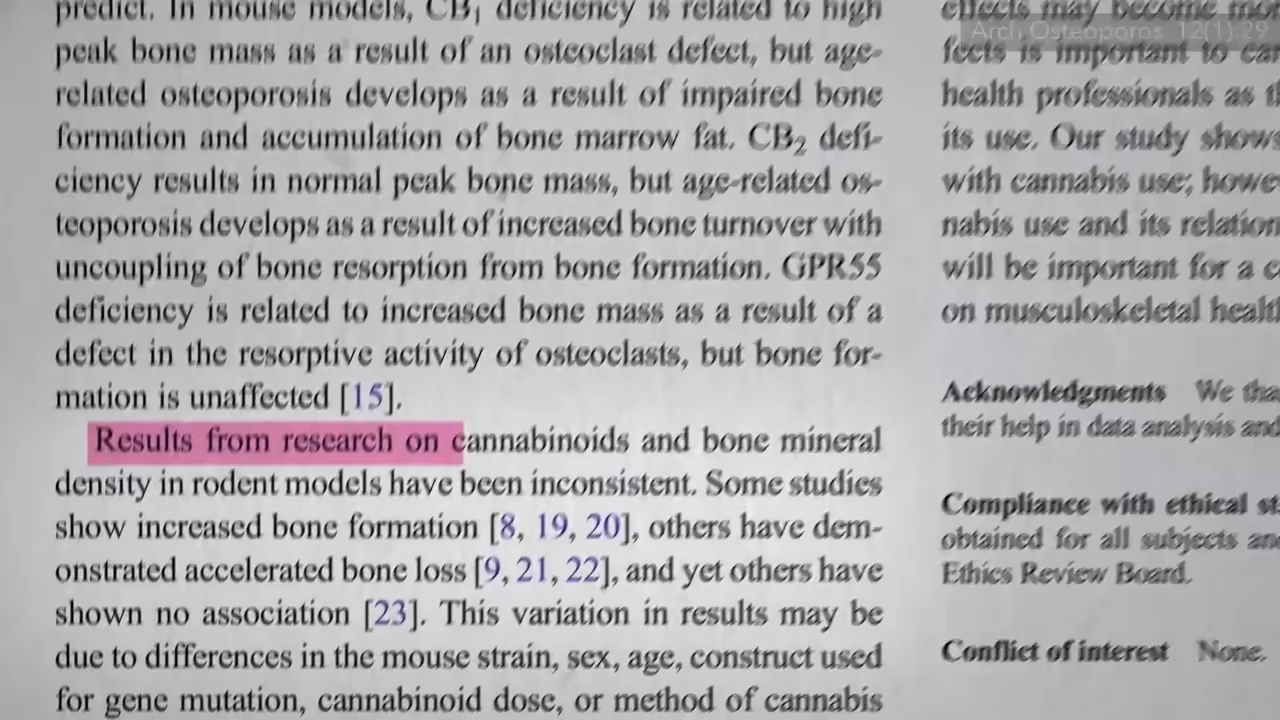 predict. In mouse models, CB1 deficiency is related to high
peak bone mass as a result of an osteoclast defect, but age-
related osteoporosis develops as a result of impaired bone
formation and accumulation of bone marrow fat. CB2 defi-
ciency results in normal peak bone mass, but age-related os-
teoporosis develops as a result of increased bone turnover with
uncoupling of bone resorption from bone formation. GPR55
deficiency is related to increased bone mass as a result of a
defect in the resorptive activity of osteoclasts, but bone for-
mation is unaffected [15].
Results from research on cannabinoids and bone mineral
density in rodent models have been inconsistent. Some studies
show increased bone formation [8, 19, 20], others have dem-
onstrated accelerated bone loss [9, 21, 22], and yet others have
shown no association [23]. This variation in results may be
due to differences in the mouse strain, sex, age, construct used
for gene mutation, cannabinoid dose, or method of cannabis
effects may become
Arch Osteoporos. 12(1):29
fects is important to
health professionals as
its use. Our study shows
with cannabis use;
nabis use and its relation
will be important for a
on musculoskeletal
Acknowledgments We
their help in data analysis and
Compliance with ethical
obtained for all subjects
Ethics Review Board.
Conflict of interest None.